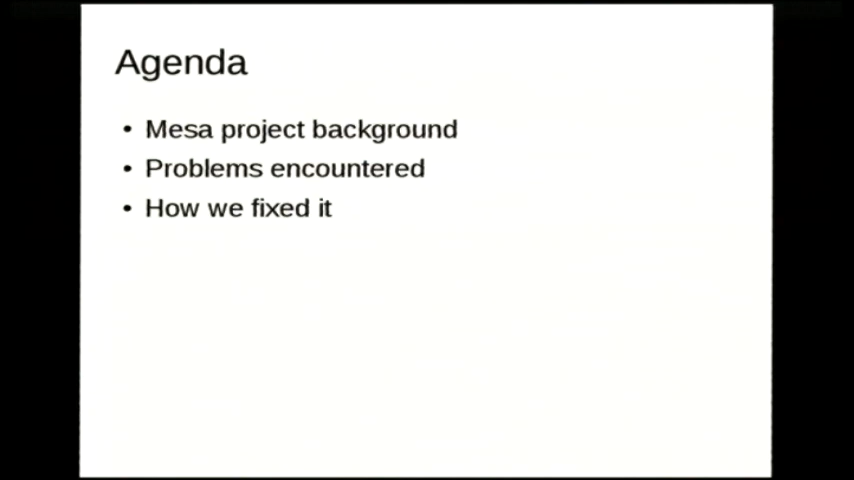 Agenda
• Mesa project background
• Problems encountered
• How we fixed it